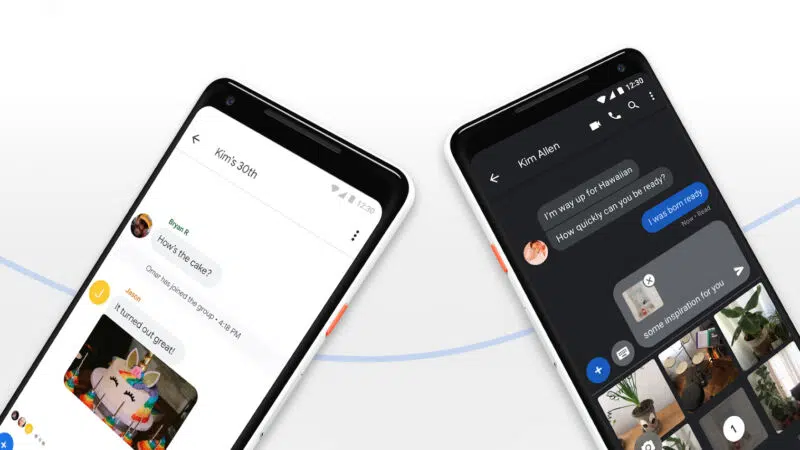 Kim's 30th
12:30
Bryan R
How's the cake?
Omar has joined the group • 4:18 PM
J
Jason
It turned out great!
12:30
Kim Allen
I'm way up for Hawaiian
How quickly can you be ready?
I was born ready
Now • Read
some inspiration for you
1